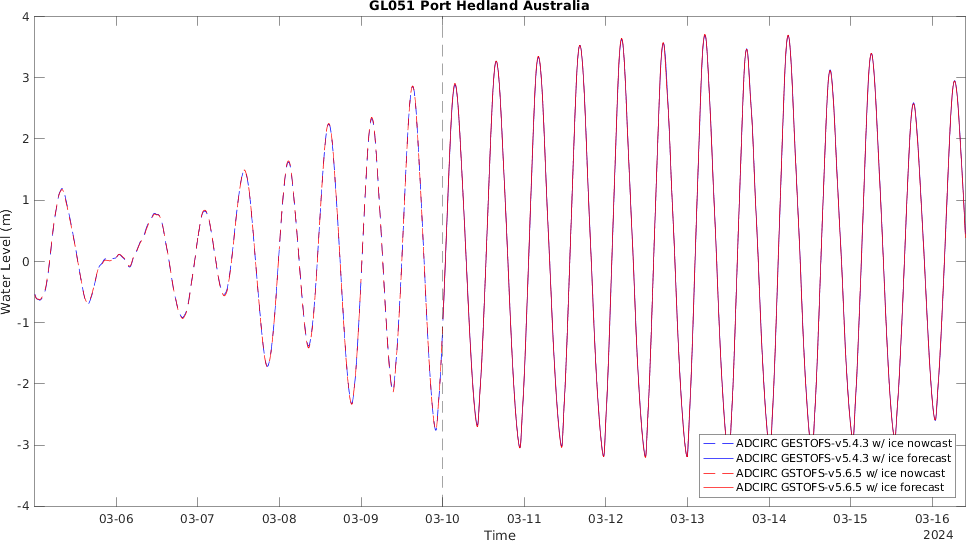 GL051 Port Hedland Australia
Water Level (m)
4
3
2
1
0
-1
-2
-3
-4
ADCIRC GESTOFS-v5.4.3 w/ ice nowcast
ADCIRC GESTOFS-v5.4.3 w/ ice forecast
ADCIRC GSTOFS-v5.6.5 w/ ice nowcast
ADCIRC GSTOFS-v5.6.5 w/ ice forecast
03-06 03-07 03-08 03-09 03-10 03-11 03-12 03-13 03-14 03-15 03-16
Time
2024